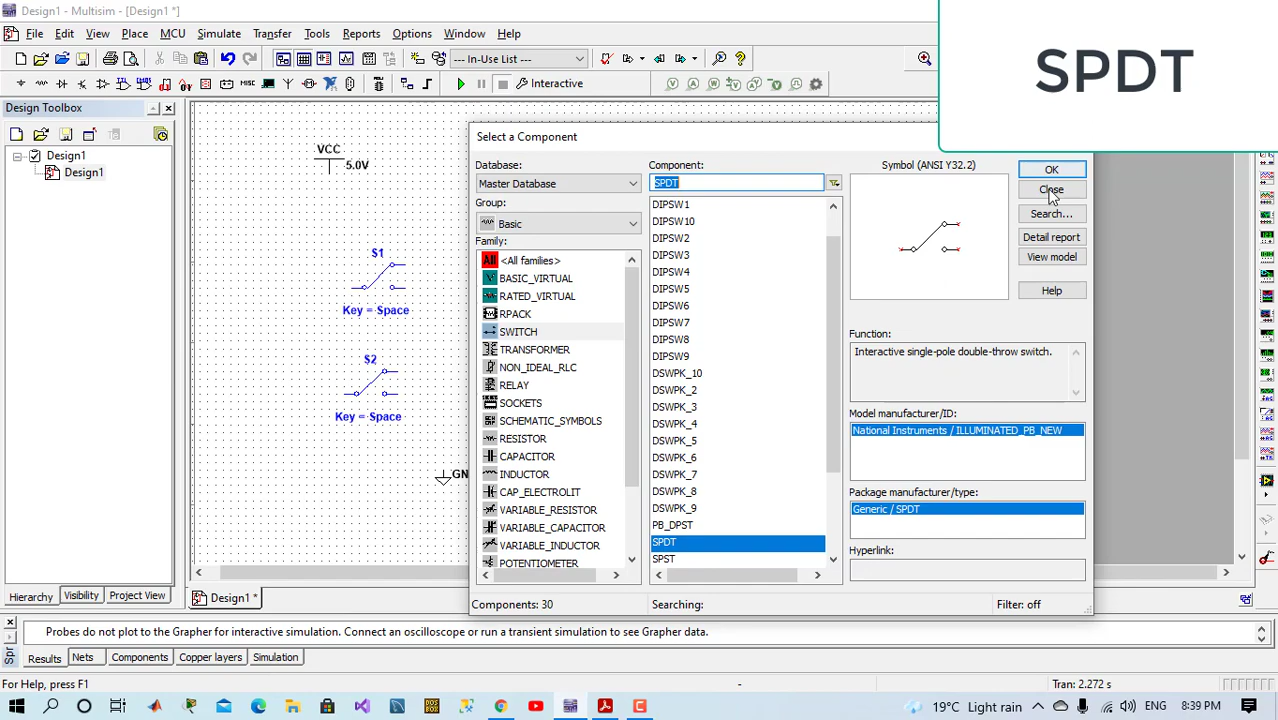 Design1 - Multisim - [Design1 *]
SPDT
File Edit View Place MCU Simulate Transfer Tools Reports Options Window Help
--- In-Use List ---
Interactive
Design Toolbox
Design1
Design1
VCC
5.0V
S1
Key = Space
S2
Key = Space
GN
Select a Component
Database:
Master Database
Group:
Basic
Family:
All <All families>
BASIC_VIRTUAL
RATED_VIRTUAL
RPACK
SWITCH
TRANSFORMER
NON_IDEAL_RLC
RELAY
SOCKETS
SCHEMATIC_SYMBOLS
RESISTOR
CAPACITOR
INDUCTOR
CAP_ELECTROLIT
VARIABLE_RESISTOR
VARIABLE_CAPACITOR
VARIABLE_INDUCTOR
POTENTIOMETER
Component:
SPDT
DIPSW1
DIPSW10
DIPSW2
DIPSW3
DIPSW4
DIPSW5
DIPSW6
DIPSW7
DIPSW8
DIPSW9
DSWPK_10
DSWPK_2
DSWPK_3
DSWPK_4
DSWPK_5
DSWPK_6
DSWPK_7
DSWPK_8
DSWPK_9
PB_DPST
SPDT
SPST
Symbol (ANSI Y32.2)
OK
Close
Search...
Detail report
View model
Help
Function:
Interactive single-pole double-throw switch.
Model manufacturer/ID:
National Instruments / ILLUMINATED_PB_NEW
Package manufacturer/type:
Generic / SPDT
Hyperlink:
Components: 30 Searching: Filter: off
Hierarchy Visibility Project View
Design1 *
Spr
Probes do not plot to the Grapher for interactive simulation. Connect an oscilloscope or run a transient simulation to see Grapher data.
Results Nets Components Copper layers Simulation
For Help, press F1 - Tran: 2.272 s
19°C Light rain 8:39 PM